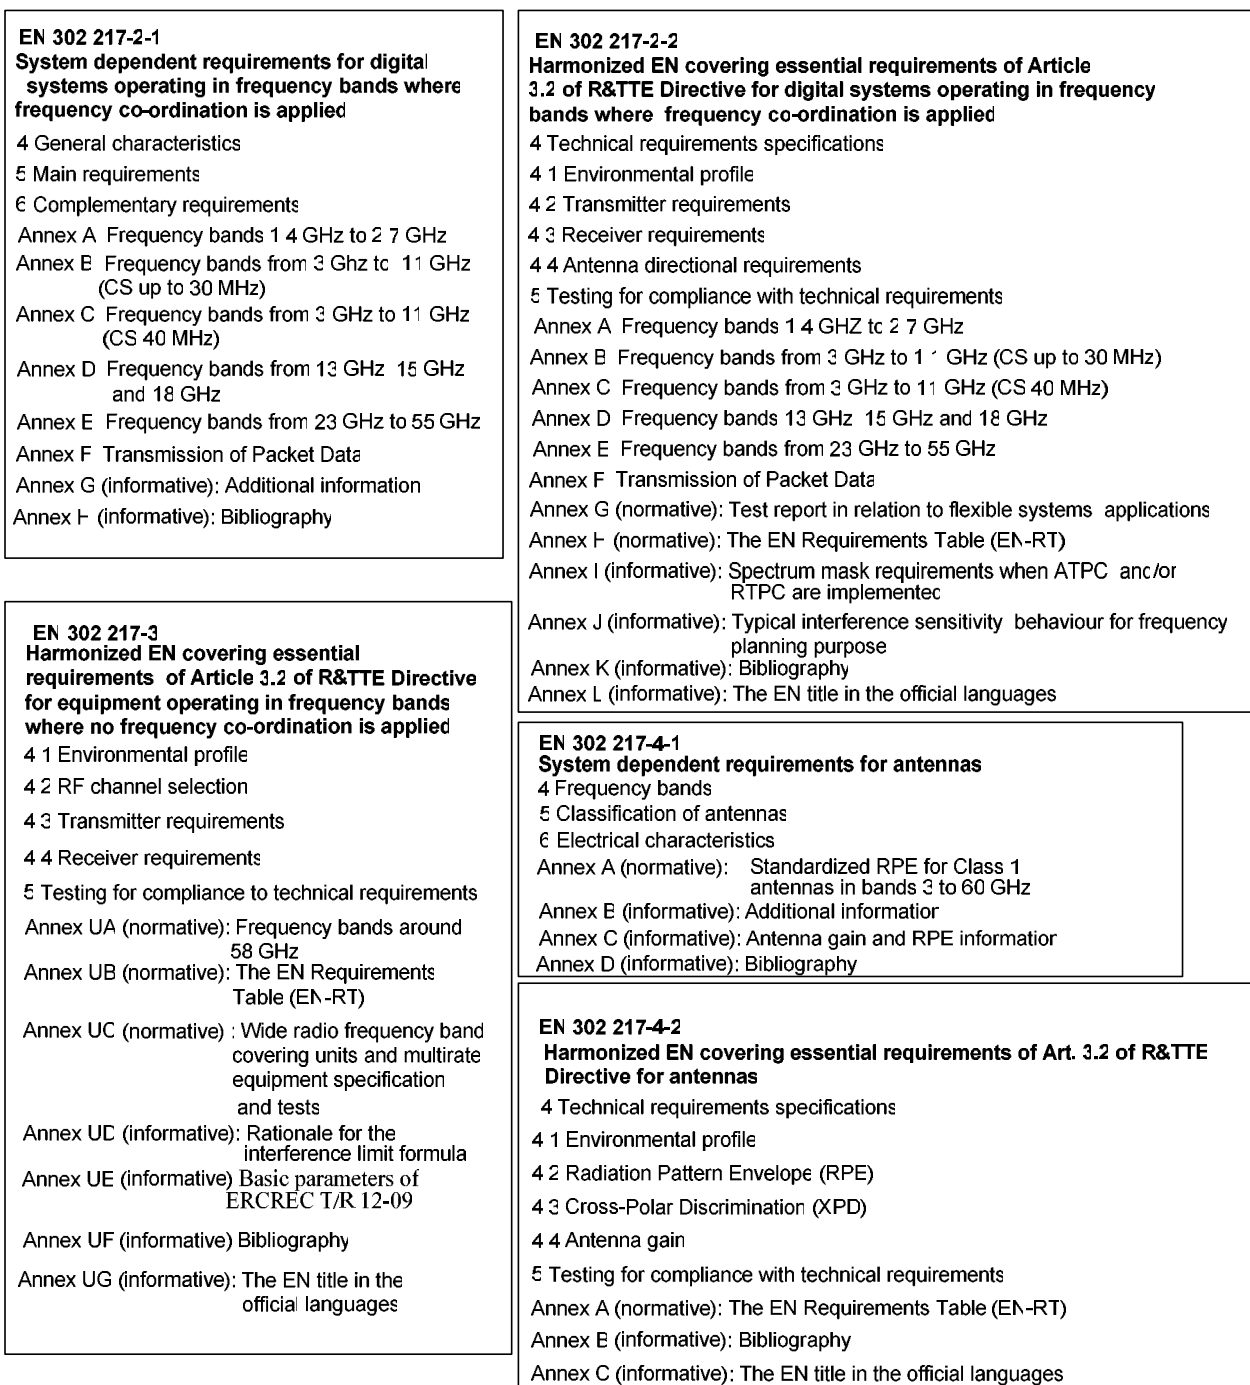 EN 302 217-2-1
System dependent requirements for digital
systems operating in frequency bands where
frequency co-ordination is applied
4 General characteristics
5 Main requirements
6 Complementary requirements
Annex A Frequency bands 1 4 GHz to 2 7 GHz
Annex B Frequency bands from 3 Ghz to 11 GHz
(CS up to 30 MHz)
Annex C Frequency bands from 3 GHz to 11 GHz
(CS 40 MHz)
Annex D Frequency bands from 13 GHz 15 GHz
and 18 GHz
Annex E Frequency bands from 23 GHz to 55 GHz
Annex F Transmission of Packet Data
Annex G (informative): Additional information
Annex H (informative): Bibliography
EN 302 217-3
Harmonized EN covering essential
requirements of Article 3.2 of R&TTE Directive
for equipment operating in frequency bands
where no frequency co-ordination is applied
4 1 Environmental profile
4 2 RF channel selection
4 3 Transmitter requirements
4 4 Receiver requirements
5 Testing for compliance to technical requirements
Annex UA (normative): Frequency bands around
58 GHz
Annex UB (normative): The EN Requirements
Table (EN-RT)
Annex UC (normative) : Wide radio frequency band
covering units and multirate
equipment specification
and tests
Annex UD (informative): Rationale for the
interference limit formula
Annex UE (informative) Basic parameters of
ERCREC T/R 12-09
Annex UF (informative) Bibliography
Annex UG (informative): The EN title in the
official languages
EN 302 217-2-2
Harmonized EN covering essential requirements of Article
3.2 of R&TTE Directive for digital systems operating in frequency
bands where frequency co-ordination is applied
4 Technical requirements specifications
4 1 Environmental profile
4 2 Transmitter requirements
4 3 Receiver requirements
4 4 Antenna directional requirements
5 Testing for compliance with technical requirements
Annex A Frequency bands 1 4 GHZ to 2 7 GHz
Annex B Frequency bands from 3 GHz to 1 1 GHz (CS up to 30 MHz)
Annex C Frequency bands from 3 GHz to 11 GHz (CS 40 MHz)
Annex D Frequency bands 13 GHz 15 GHz and 18 GHz
Annex E Frequency bands from 23 GHz to 55 GHz
Annex F Transmission of Packet Data
Annex G (normative): Test report in relation to flexible systems applications
Annex H (normative): The EN Requirements Table (EN-RT)
Annex I (informative): Spectrum mask requirements when ATPC and/or
RTPC are implemented
Annex J (informative): Typical interference sensitivity behaviour for frequency
planning purpose
Annex K (informative): Bibliography
Annex L (informative): The EN title in the official languages
EN 302 217-4-1
System dependent requirements for antennas
4 Frequency bands
5 Classification of antennas
6 Electrical characteristics
Annex A (normative): Standardized RPE for Class 1
antennas in bands 3 to 60 GHz
Annex B (informative): Additional information
Annex C (informative): Antenna gain and RPE information
Annex D (informative): Bibliography
EN 302 217-4-2
Harmonized EN covering essential requirements of Art. 3.2 of R&TTE
Directive for antennas
4 Technical requirements specifications
4 1 Environmental profile
4 2 Radiation Pattern Envelope (RPE)
4 3 Cross-Polar Discrimination (XPD)
4 4 Antenna gain
5 Testing for compliance with technical requirements
Annex A (normative): The EN Requirements Table (EN-RT)
Annex B (informative): Bibliography
Annex C (informative): The EN title in the official languages